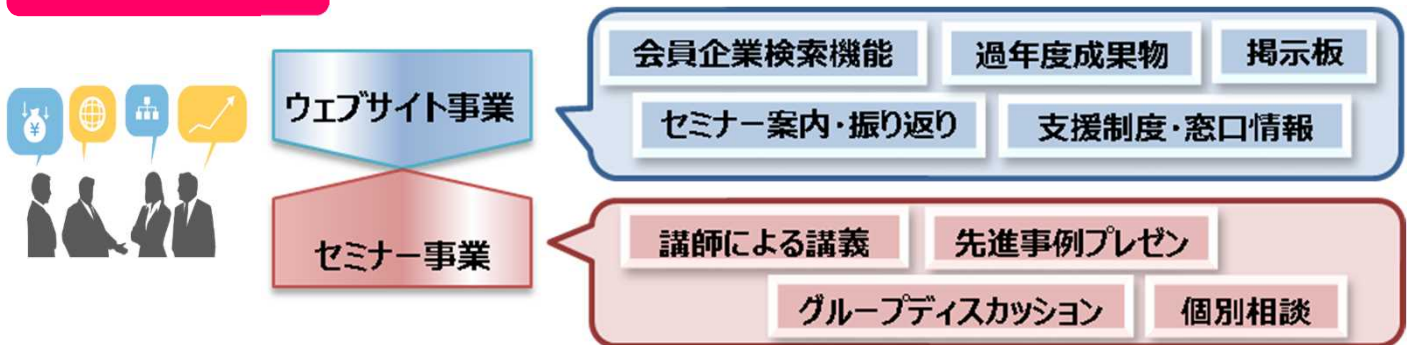 会員企業検索機能 過年度成果物 掲示板
ウェブサイト事業
セミナー案内・振り返り 支援制度・窓口情報
¥
セミナー事業
講師による講義 先進事例プレゼン
グループディスカッション 個別相談